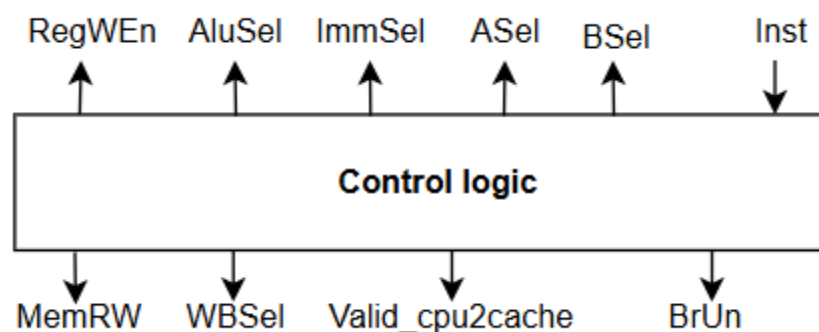 RegWEn AluSel ImmSel ASel BSel Inst
Control logic
MemRW WBSel Valid_cpu2cache BrUn